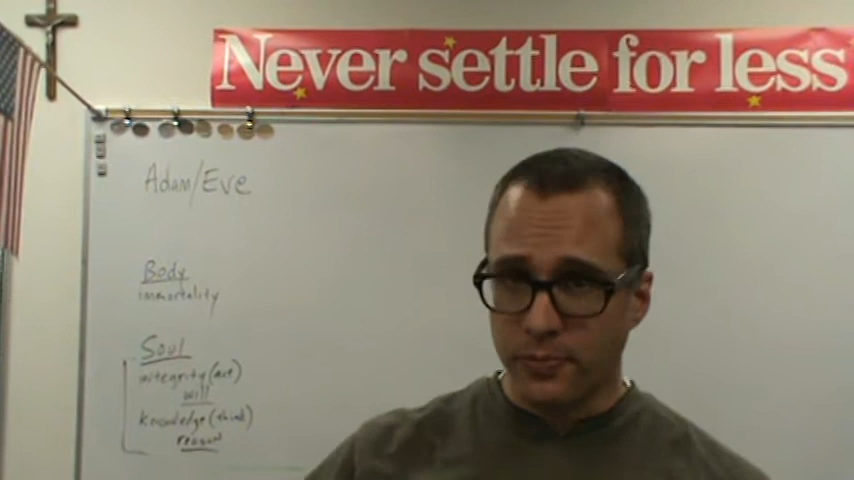 Never settle for less
Adam/Eve
Body
immortality
Soul
integrity (act)
will
knowledge (think)
reason